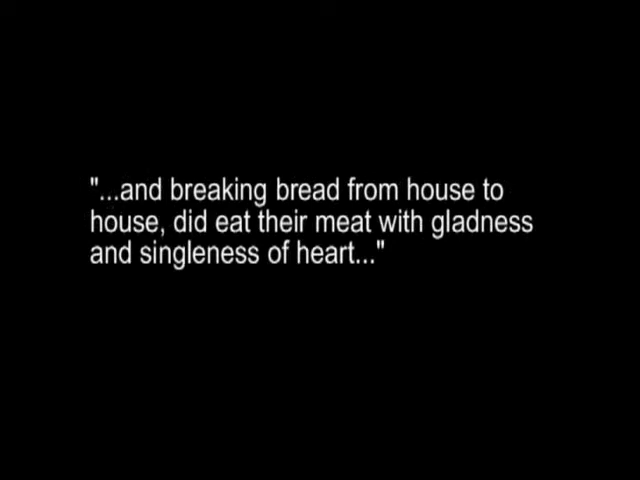 "...and breaking bread from house to
house, did eat their meat with gladness
and singleness of heart..."